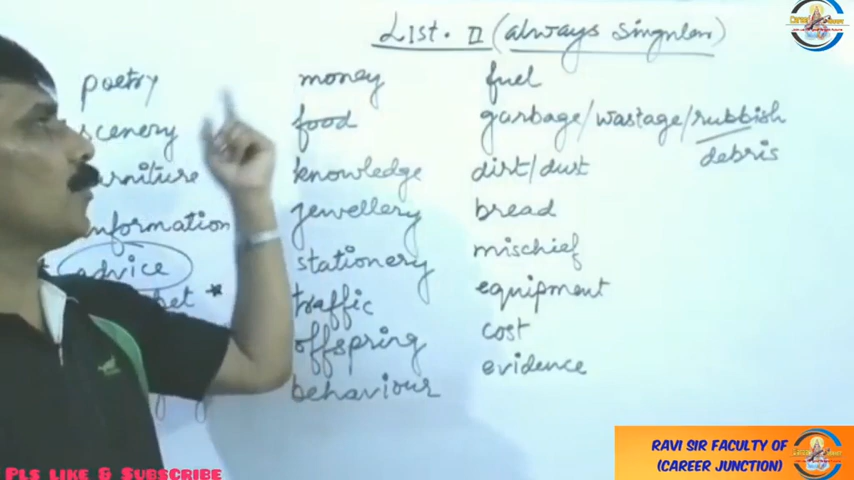 List. II (always singular)
poetry money fuel
scenery food garbage/wastage/rubbish
debris
furniture knowledge dirt/dust
information jewellery bread
advice stationery mischief
traffic equipment
offspring cost
behaviour evidence
RAVI SIR FACULTY OF
(CAREER JUNCTION)
PLS LIKE & SUBSCRIBE